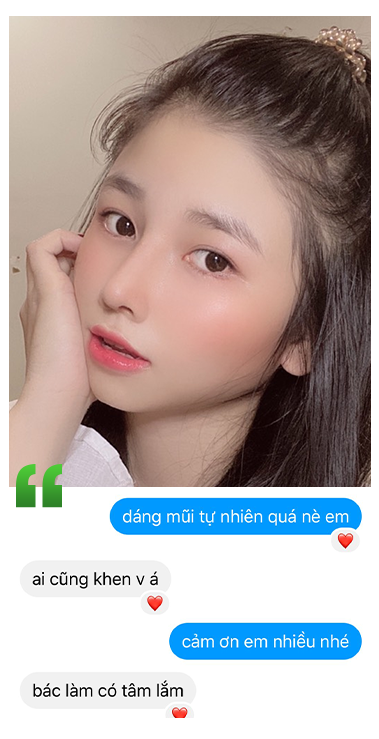 dáng mũi tự nhiên quá nè em
ai cũng khen v á
cảm ơn em nhiều nhé
bác làm có tâm lắm